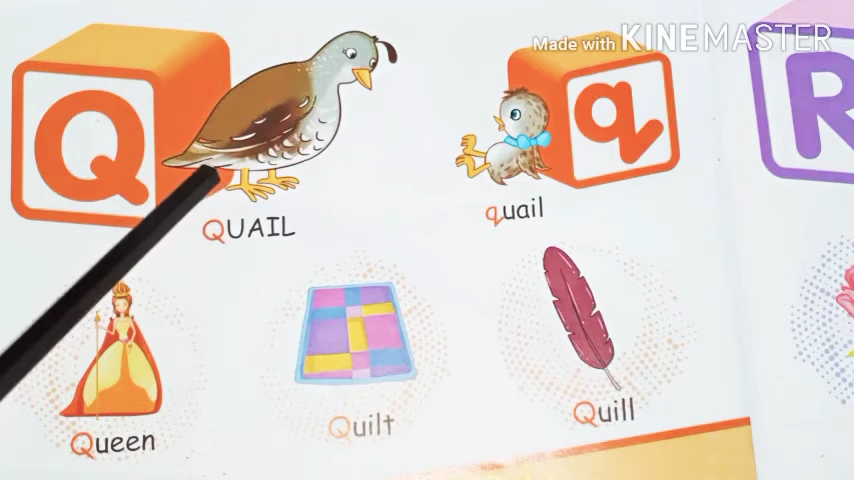 Made with KINEMASTER
Q
q
R
QUAIL
quail
Queen
Quilt
Quill